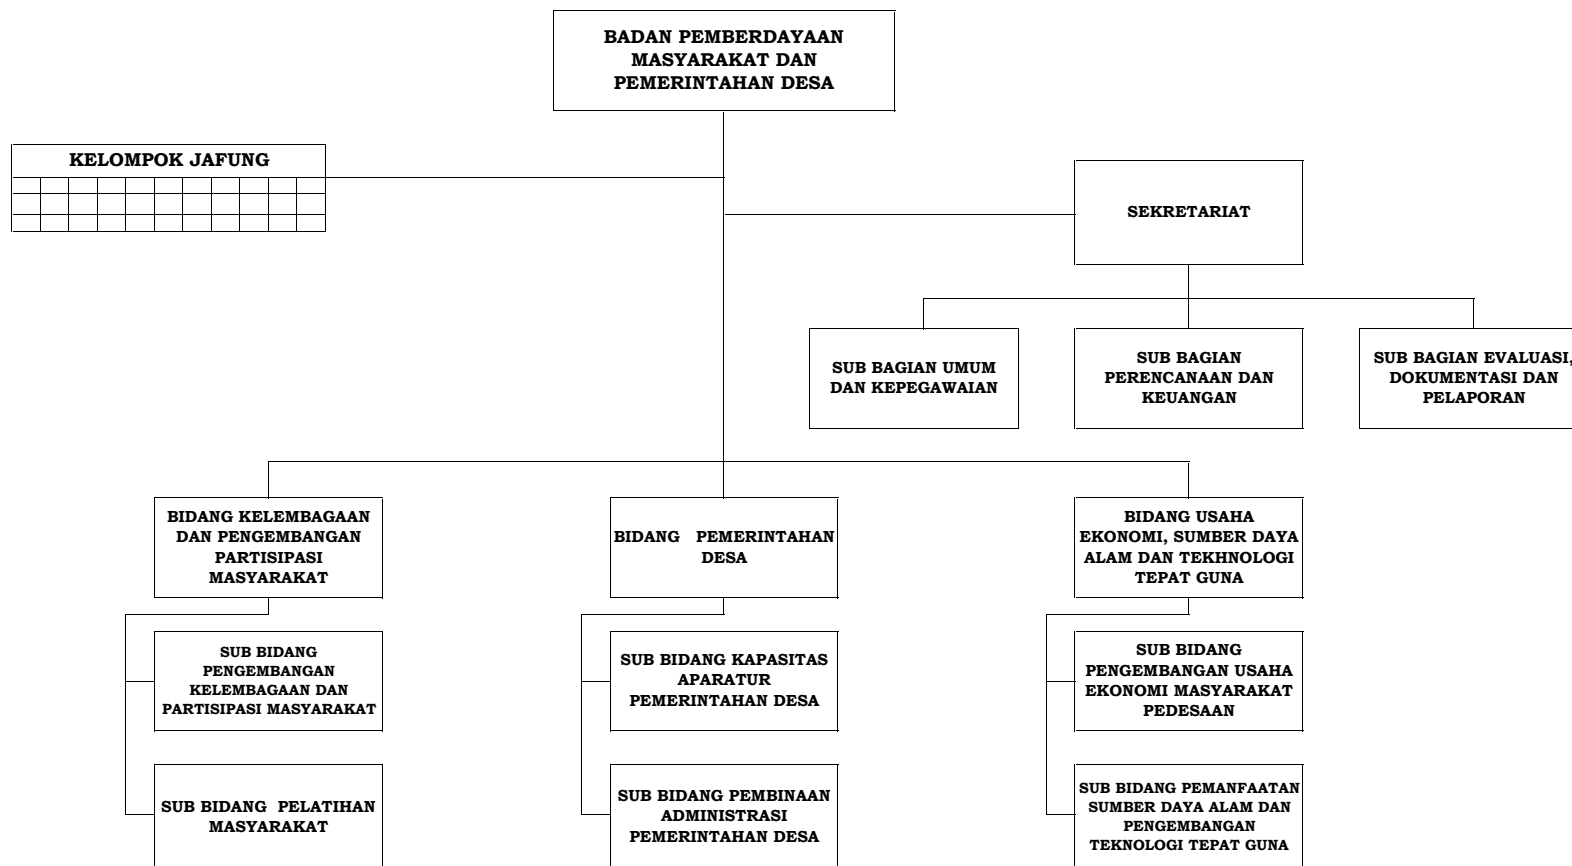 BADAN PEMBERDAYAAN
MASYARAKAT DAN
PEMERINTAHAN DESA
KELOMPOK JAFUNG
SEKRETARIAT
SUB BAGIAN UMUM
DAN KEPEGAWAIAN
SUB BAGIAN
PERENCANAAN DAN
KEUANGAN
SUB BAGIAN EVALUASI,
DOKUMENTASI DAN
PELAPORAN
BIDANG KELEMBAGAAN
DAN PENGEMBANGAN
PARTISIPASI
MASYARAKAT
BIDANG PEMERINTAHAN
DESA
BIDANG USAHA
EKONOMI, SUMBER DAYA
ALAM DAN TEKHNOLOGI
TEPAT GUNA
SUB BIDANG
PENGEMBANGAN
KELEMBAGAAN DAN
PARTISIPASI MASYARAKAT
SUB BIDANG KAPASITAS
APARATUR
PEMERINTAHAN DESA
SUB BIDANG
PENGEMBANGAN USAHA
EKONOMI MASYARAKAT
PEDESAAN
SUB BIDANG PELATIHAN
MASYARAKAT
SUB BIDANG PEMBINAAN
ADMINISTRASI
PEMERINTAHAN DESA
SUB BIDANG PEMANFAATAN
SUMBER DAYA ALAM DAN
PENGEMBANGAN
TEKNOLOGI TEPAT GUNA